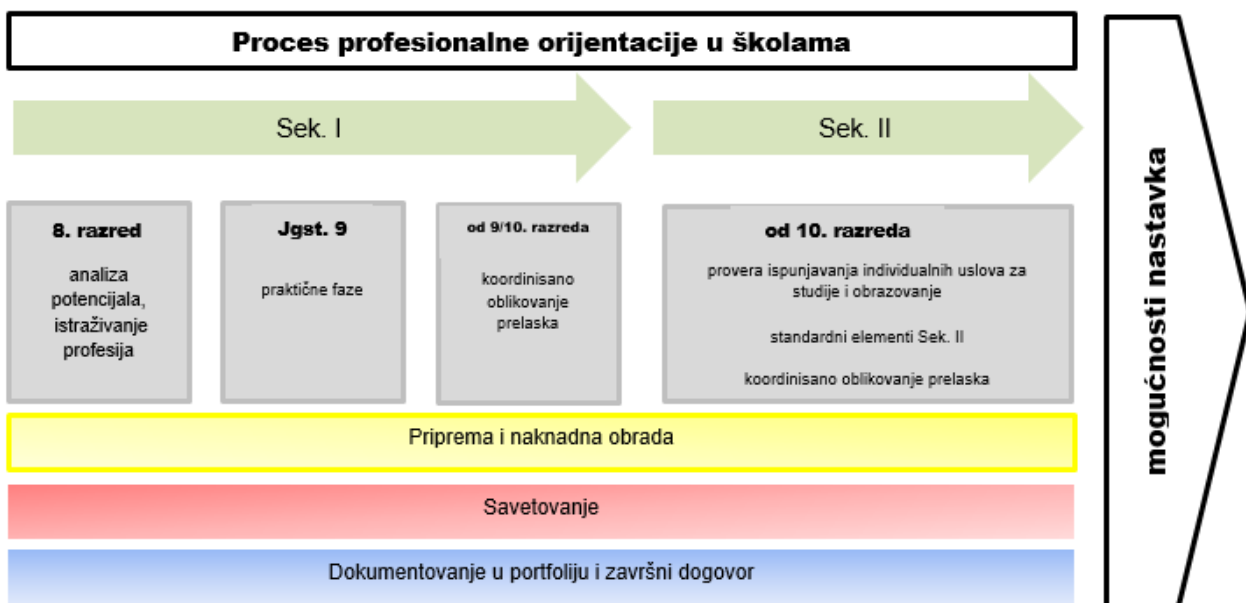 Proces profesionalne orijentacije u školama
Sek. I
Sek. II
8. razred
analiza
potencijala,
istraživanje
profesija
Jgst. 9
praktične faze
od 9/10. razreda
koordinisano
oblikovanje
prelaska
od 10. razreda
provera ispunjavanja individualnih uslova za
studije i obrazovanje
standardni elementi Sek. II
koordinisano oblikovanje prelaska
Priprema i naknadna obrada
Savetovanje
Dokumentovanje u portfoliju i završni dogovor
mogućnosti nastavka